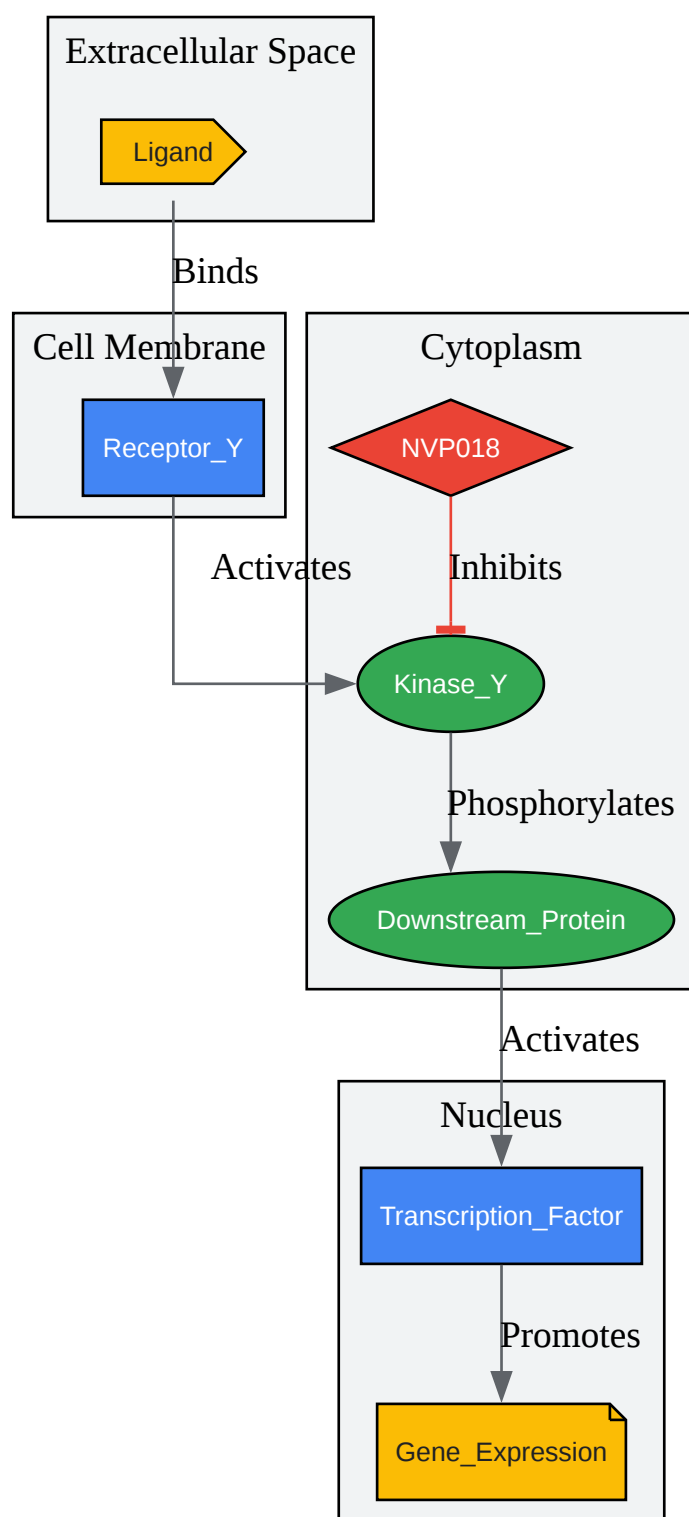 Extracellular Space
Ligand
Binds
Cell Membrane
Cytoplasm
Receptor_Y
NVP018
Activates
Inhibits
Kinase_Y
Phosphorylates
Downstream_Protein
Activates
Nucleus
Transcription_Factor
Promotes
Gene_Expression